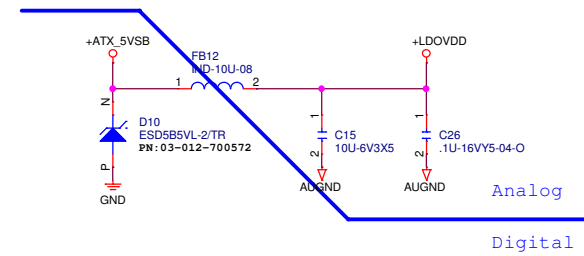 +ATX_5VSB
FB12
IND-10U-08
+LDOVDD
1
2
N
D10
ESD5B5VL-2/TR
PN:03-012-700572
P
GND
1
C15
10U-6V3X5
2
AUGND
1
C26
.1U-16VY5-04-O
2
AUGND
Analog
Digital